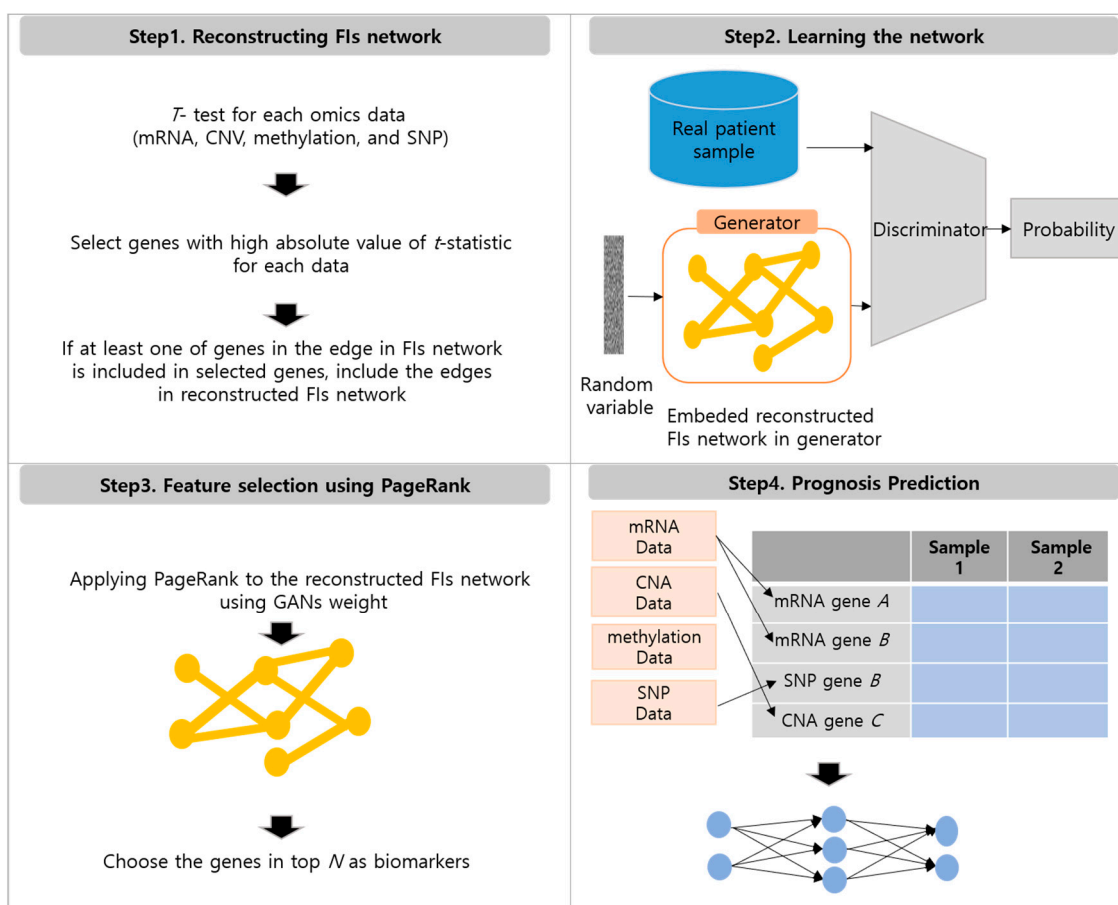 Step1. Reconstructing FIs network
T- test for each omics data
(mRNA, CNV, methylation, and SNP)
Select genes with high absolute value of t-statistic
for each data
If at least one of genes in the edge in FIs network
is included in selected genes, include the edges
in reconstructed FIs network
Step2. Learning the network
Real patient
sample
Generator
Discriminator
Probability
Random
variable
Embeded reconstructed
FIs network in generator
Step3. Feature selection using PageRank
Applying PageRank to the reconstructed FIs network
using GANs weight
Choose the genes in top N as biomarkers
Step4. Prognosis Prediction
mRNA
Data
CNA
Data
methylation
Data
SNP
Data
Sample
1
Sample
2
mRNA gene A
mRNA gene B
SNP gene B
CNA gene C